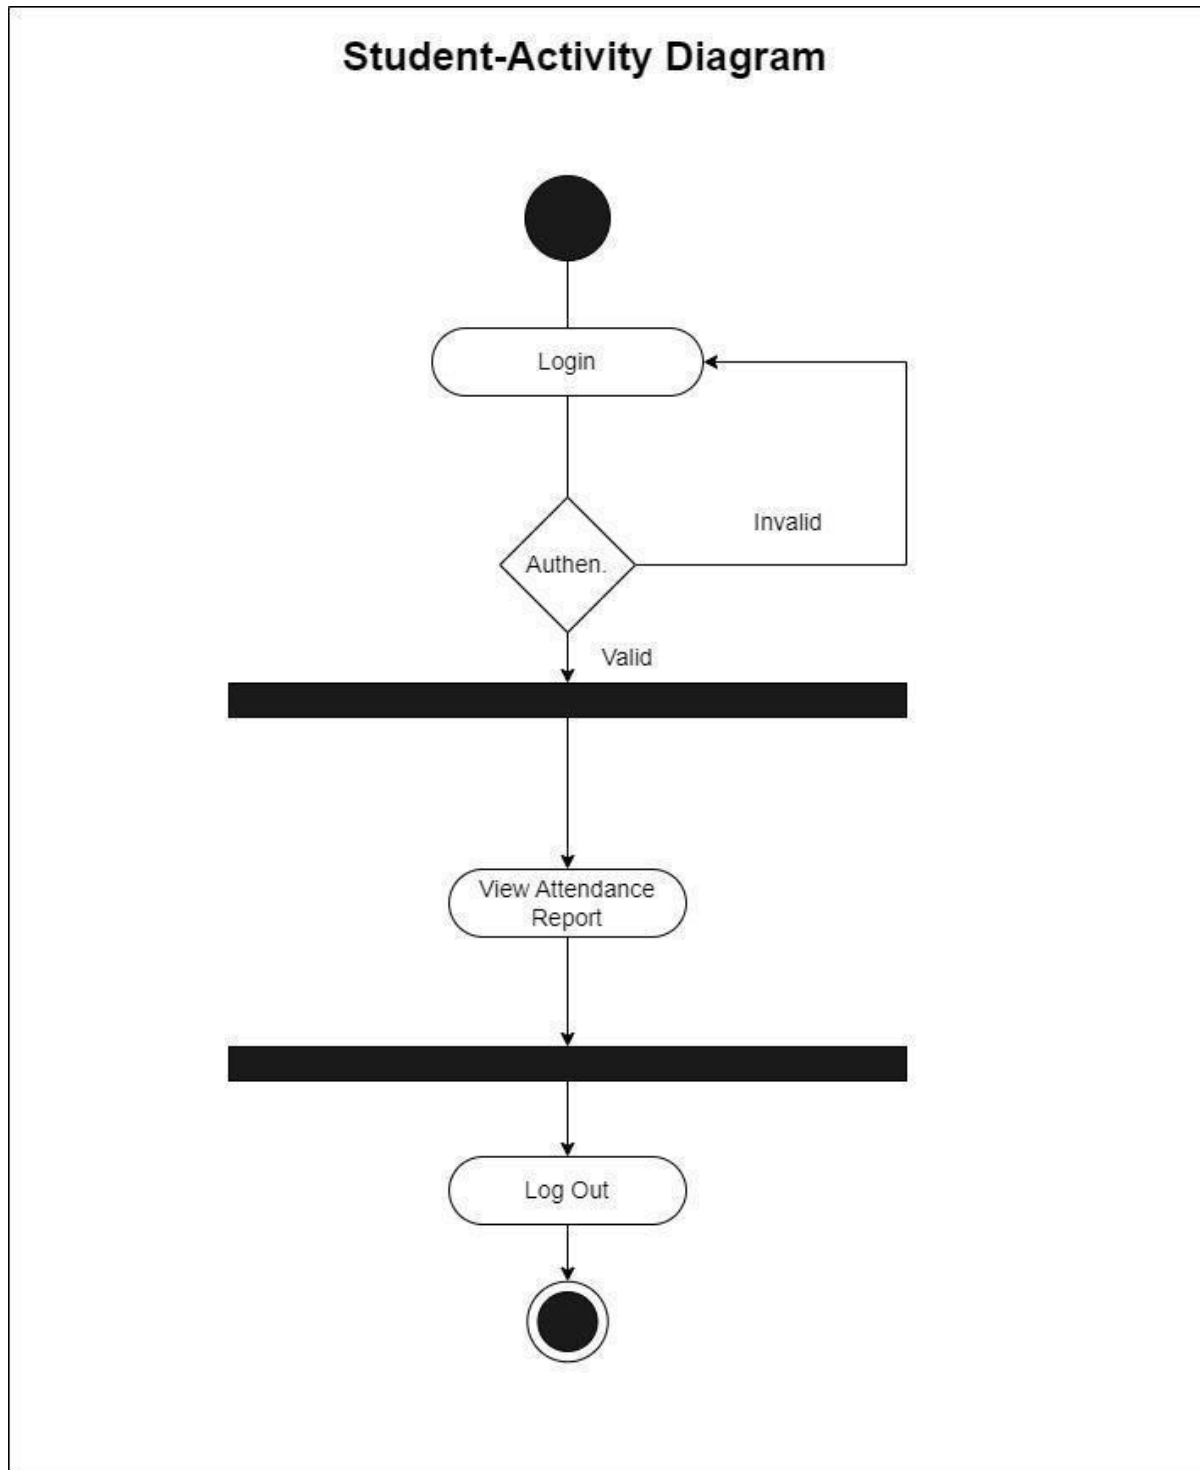 Student-Activity Diagram
Login
Invalid
Authen.
Valid
View Attendance
Report
Log Out